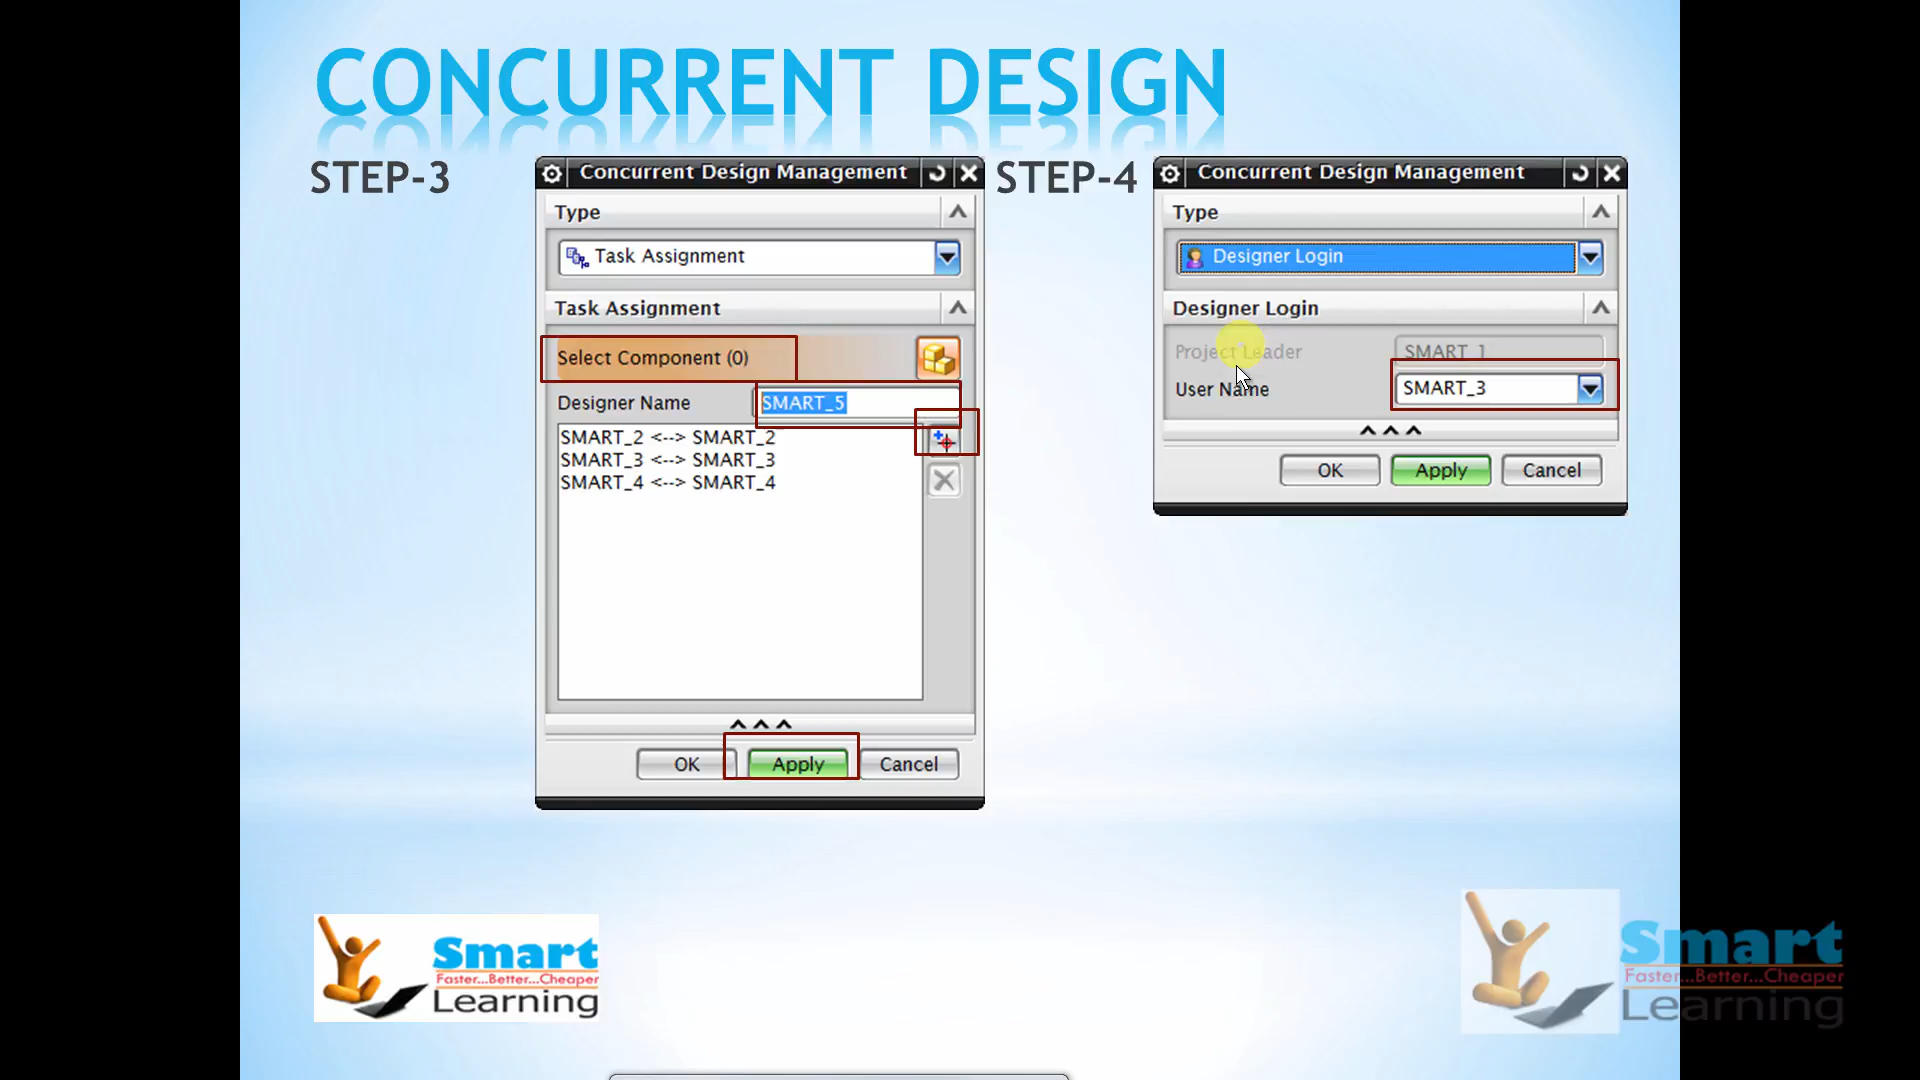 CONCURRENT DESIGN
STEP-3
Concurrent Design Management
Type
Task Assignment
Task Assignment
Select Component (0)
Designer Name SMART_5
SMART_2 <--> SMART_2
SMART_3 <--> SMART_3
SMART_4 <--> SMART_4
OK Apply Cancel
STEP-4
Concurrent Design Management
Type
Designer Login
Designer Login
Project Leader SMART_1
User Name SMART_3
OK Apply Cancel
Smart
Faster...Better...Cheaper
Learning
Smart
Faster...Better...Cheaper
Learning